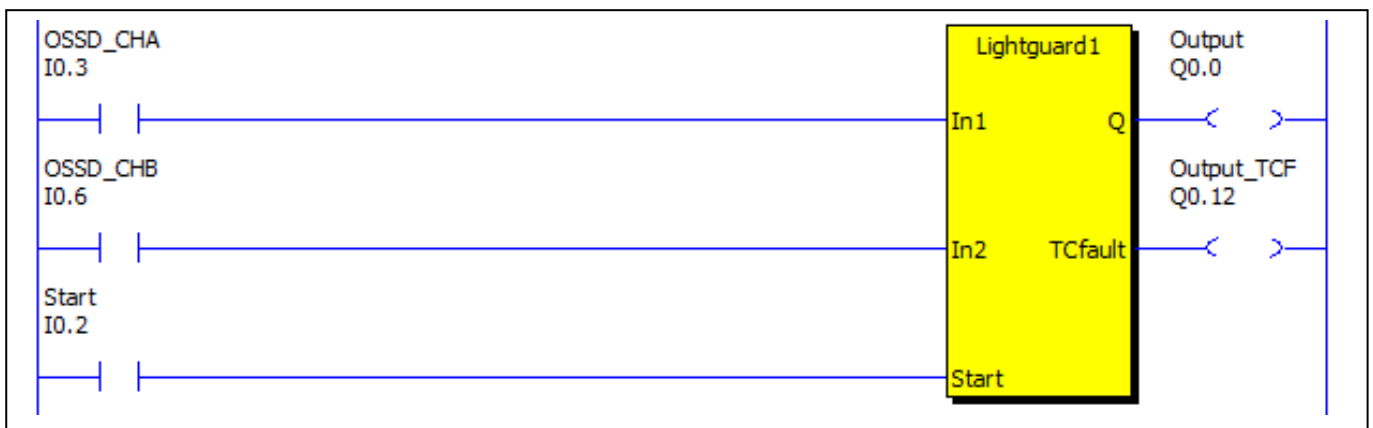 OSSD_CHA
I0.3
Lightguard1
Output
Q0.0
In1
Q
OSSD_CHB
I0.6
Output_TCF
Q0.12
In2
TCfault
Start
I0.2
Start